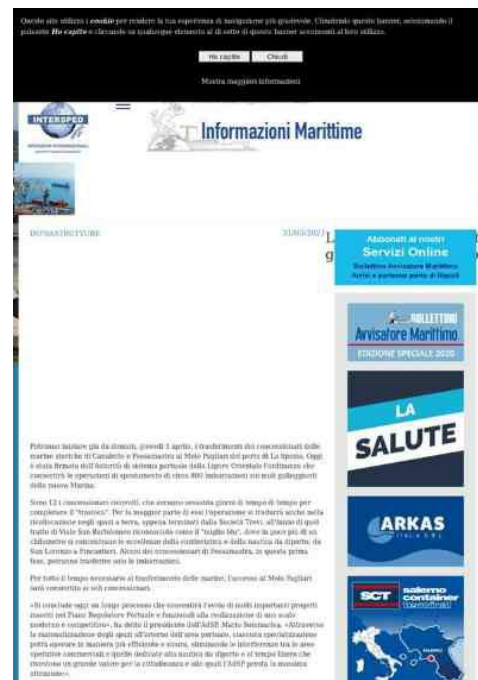 Questo sito utilizza i cookie per rendere la tua esperienza di navigazione più gradevole. Chiudendo questo banner, selezionando il
pulsante Ho capito o cliccando su qualunque elemento al di sotto di questo banner acconsenti al loro utilizzo.
Ho capito Chiudi
Mostra maggiori informazioni
INTERSPED
Informazioni Marittime
INFRASTRUTTURE
31/03/2021
Abbonati ai nostri
Servizi Online
Bollettino Avvisatore Marittimo
Arrivi e partenze porto di Napoli
BOLLETTINO
Avvisatore Marittimo
EDIZIONE SPECIALE 2020
LA
SALUTE
ARKAS
ITALIA S.R.L.
SCT salerno
container
terminal
Potranno iniziare già da domani, giovedì 1 aprile, i trasferimenti dei concessionari delle
marine storiche di Canaletto e Fossamastra al Molo Pagliari del porto di La Spezia. Oggi
è stata firmata dall'Autorità di sistema portuale della Ligure Orientale l'ordinanza che
consentirà le operazioni di spostamento di circa 800 imbarcazioni sui moli galleggianti
della nuova Marina.
Sono 12 i concessionari coinvolti, che avranno sessanta giorni di tempo di tempo per
completare il "trasloco". Per la maggior parte di essi l'operazione si tradurrà anche nella
ricollocazione negli spazi a terra, appena terminati dalla Società Trevi, all'inizio di quel
tratto di Viale San Bartolomeo riconosciuto come il "miglio blu", dove in poco più di un
chilometro si concentrano le eccellenze della cantieristica e della nautica da diporto, da
San Lorenzo a Fincantieri. Alcuni dei concessionari di Fossamastra, in questa prima
fase, potranno trasferire solo le imbarcazioni.
Per tutto il tempo necessario al trasferimento delle marine, l'accesso al Molo Pagliari
sarà consentito ai soli concessionari.
«Si conclude oggi un lungo processo che consentirà l'avvio di molti importanti progetti
inseriti nel Piano Regolatore Portuale e funzionali alla realizzazione di uno scalo
moderno e competitivo», ha detto il presidente dell'AdSP, Mario Sommariva. «Attraverso
la razionalizzazione degli spazi all'interno dell'area portuale, ciascuna specializzazione
potrà operare in maniera più efficiente e sicura, eliminando le interferenze tra le aree
operative commerciali e quelle dedicate alla nautica da diporto e al tempo libero che
rivestono un grande valore per la cittadinanza e alle quali l'AdSP presta la massima
attenzione».